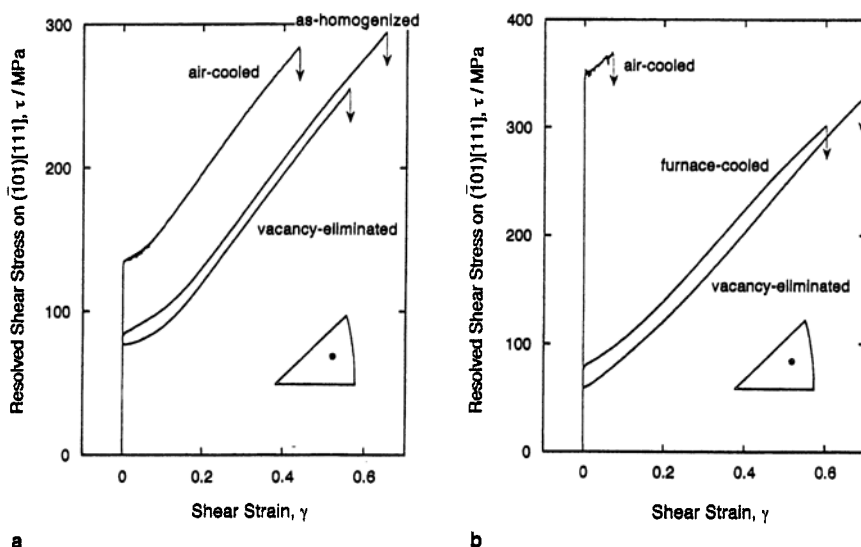 Resolved Shear Stress on (1̄01)[111], τ / MPa
300
200
100
0
as-homogenized
air-cooled
vacancy-eliminated
0
0.2
0.4
0.6
Shear Strain, γ
a
Resolved Shear Stress on (1̄01)[111], τ / MPa
400
300
200
100
0
air-cooled
furnace-cooled
vacancy-eliminated
0
0.2
0.4
0.6
Shear Strain, γ
b